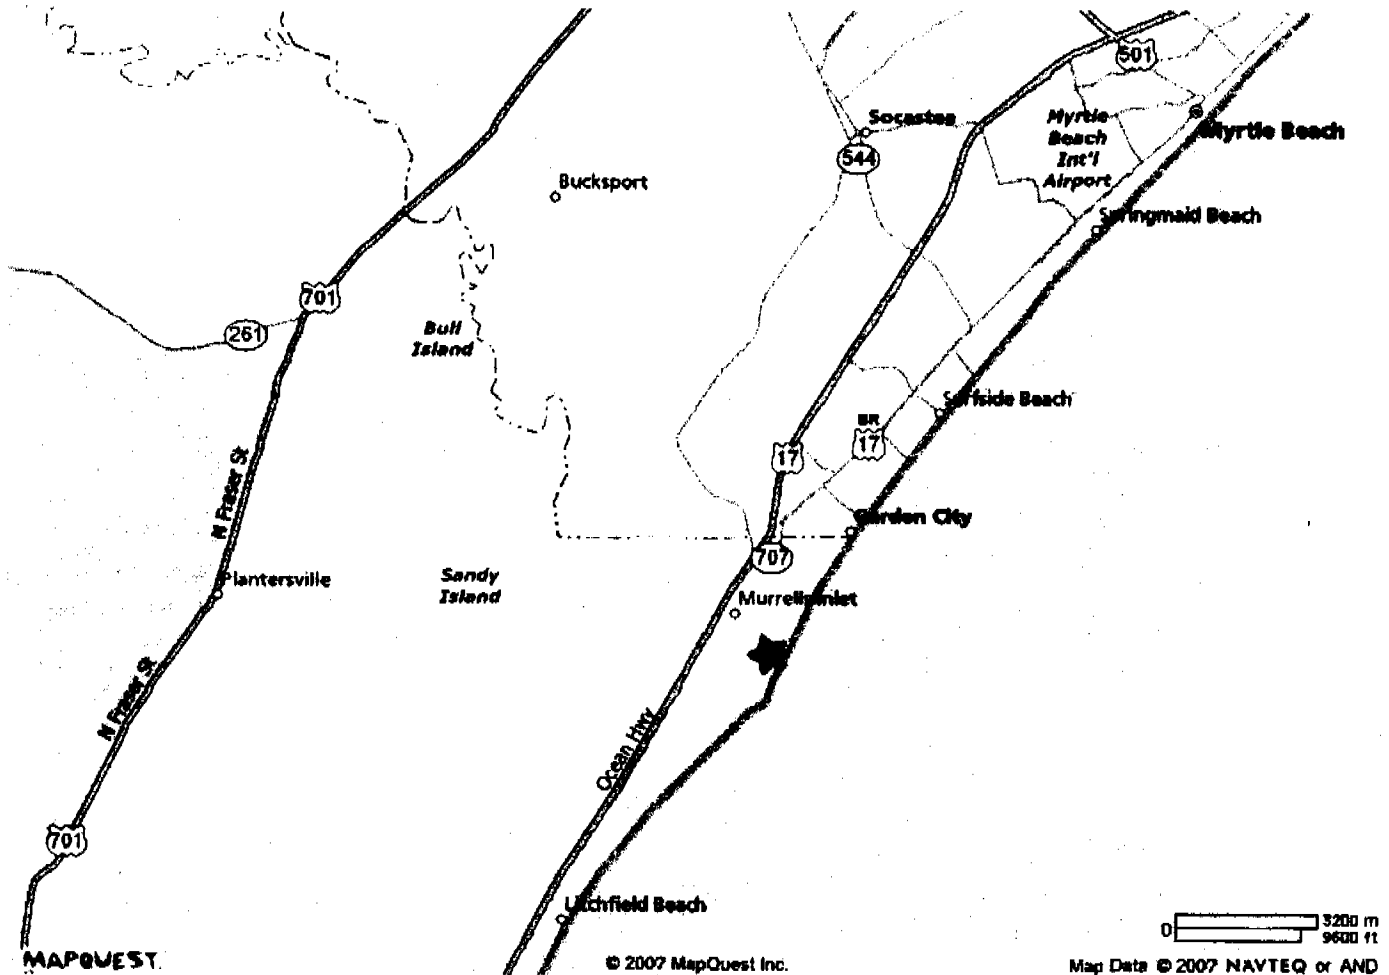 501
Socastee
Myrtle
Beach
Int'l
Airport
Myrtle Beach
544
Bucksport
Springmaid Beach
701
261
Bull
Island
Surfside Beach
BR
17
17
N Fraser St
Garden City
707
Plantersville
Sandy
Island
Murrells Inlet
N Fraser St
Ocean Hwy
701
Litchfield Beach
0
3200 m
9600 ft
MAPQUEST.
© 2007 MapQuest Inc.
Map Data © 2007 NAVTEQ or AND